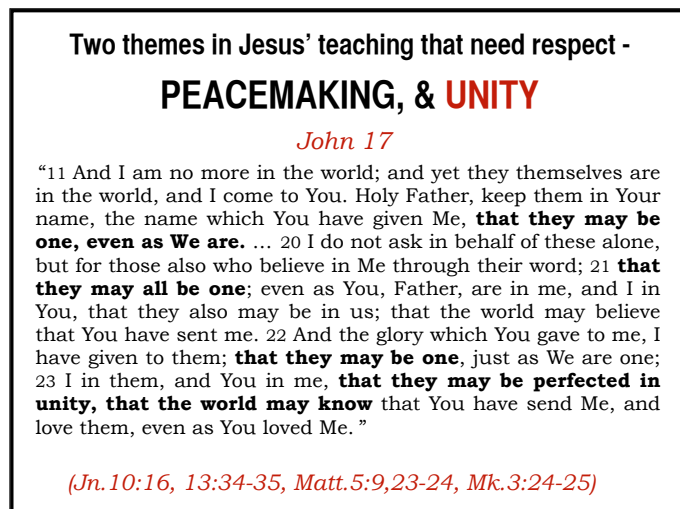 Two themes in Jesus’ teaching that need respect -
PEACEMAKING, & UNITY
John 17
“11 And I am no more in the world; and yet they themselves are
in the world, and I come to You. Holy Father, keep them in Your
name, the name which You have given Me, that they may be
one, even as We are. ... 20 I do not ask in behalf of these alone,
but for those also who believe in Me through their word; 21 that
they may all be one; even as You, Father, are in me, and I in
You, that they also may be in us; that the world may believe
that You have sent me. 22 And the glory which You gave to me, I
have given to them; that they may be one, just as We are one;
23 I in them, and You in me, that they may be perfected in
unity, that the world may know that You have send Me, and
love them, even as You loved Me. ”
(Jn.10:16, 13:34-35, Matt.5:9,23-24, Mk.3:24-25)